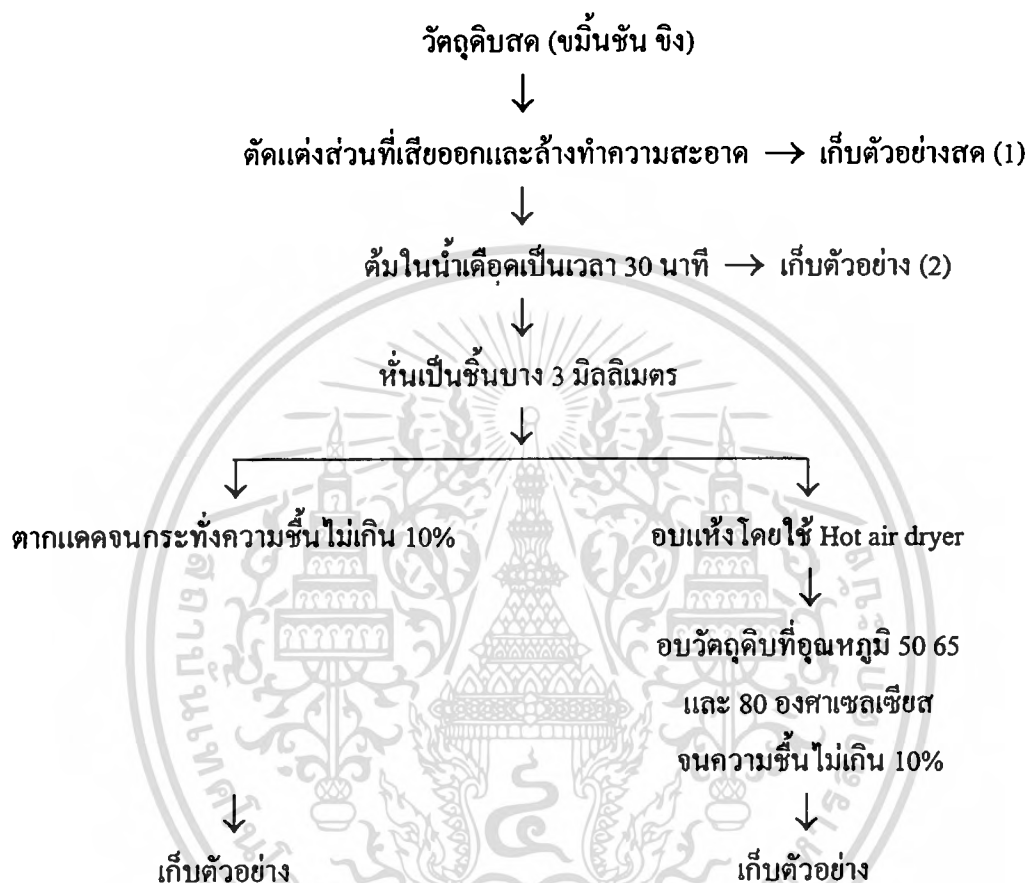 วัตถุดิบสด (ขมิ้นชัน ขิง)
↓
ตัดแต่งส่วนที่เสียออกและล้างทำความสะอาด → เก็บตัวอย่างสด (1)
↓
ต้มในน้ำเดือดเป็นเวลา 30 นาที → เก็บตัวอย่าง (2)
↓
หั่นเป็นชิ้นบาง 3 มิลลิเมตร
↓
ตากแดดจนกระทั่งความชื้นไม่เกิน 10%
อบแห้งโดยใช้ Hot air dryer
↓
อบวัตถุดิบที่อุณหภูมิ 50 65
และ 80 องศาเซลเซียส
จนความชื้นไม่เกิน 10%
↓ ↓
เก็บตัวอย่าง
เก็บตัวอย่าง